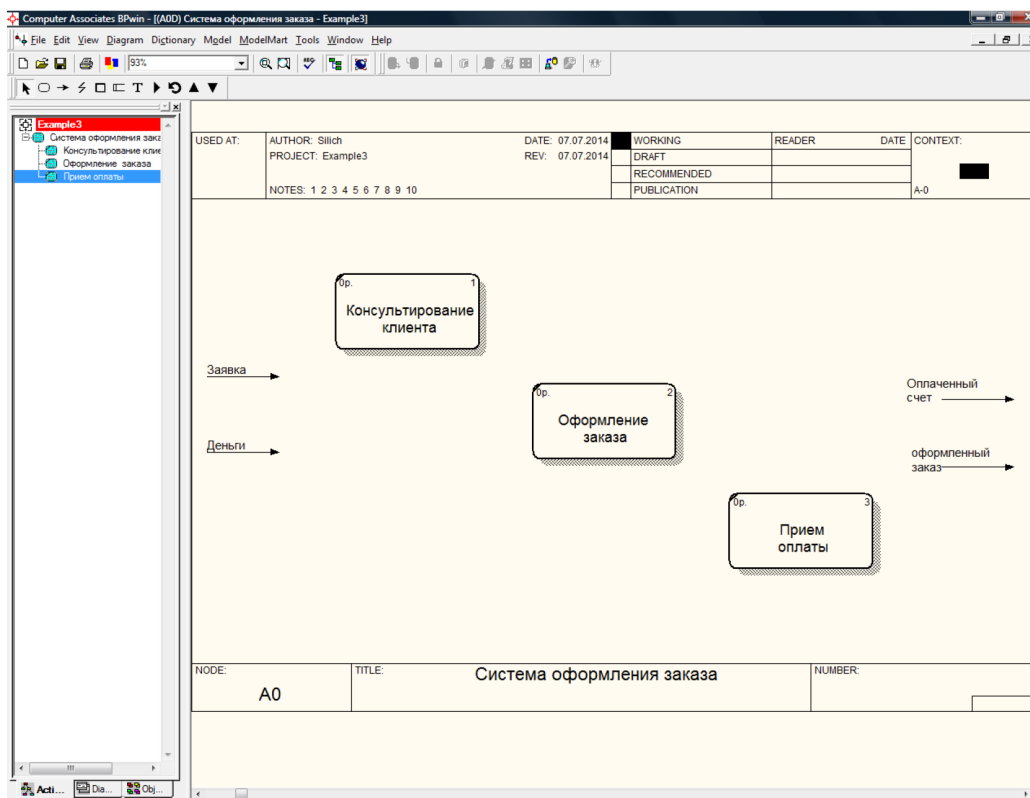 Computer Associates BPwin - [(A0D) Система оформления заказа - Example3]
File Edit View Diagram Dictionary Model ModelMart Tools Window Help
93%
T
Example3
Система оформления зака
Консультирование клие
Оформление заказа
Прием оплаты
Acti... Dia... Obj...
USED AT: AUTHOR: Silich DATE: 07.07.2014 WORKING READER DATE CONTEXT:
PROJECT: Example3 REV: 07.07.2014 DRAFT
RECOMMENDED
NOTES: 1 2 3 4 5 6 7 8 9 10 PUBLICATION A-0
0р. 1
Консультирование
клиента
Заявка
0р. 2
Оформление
заказа
Оплаченный
счет
Деньги
оформленный
заказ
0р. 3
Прием
оплаты
NODE: TITLE: Система оформления заказа NUMBER:
A0